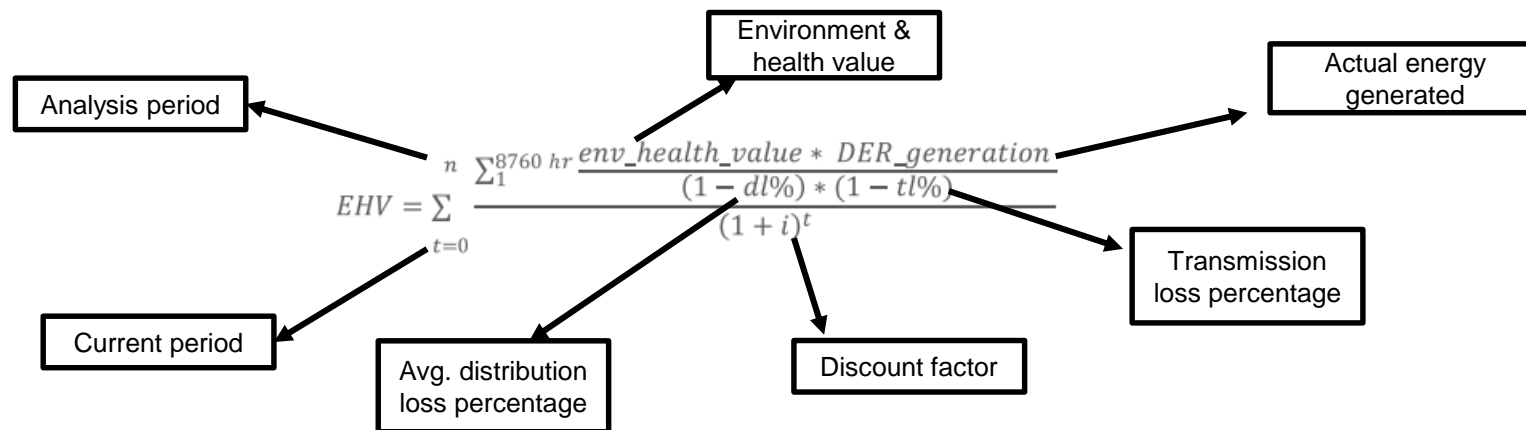 Environment &
health value
Actual energy
generated
Analysis period
n
∑₁^{8760 hr} env_health_value ∗ DER_generation
(1 − dl%) ∗ (1 − tl%)
EHV = ∑
(1 + i)^t
t=0
Transmission
loss percentage
Current period
Avg. distribution
loss percentage
Discount factor